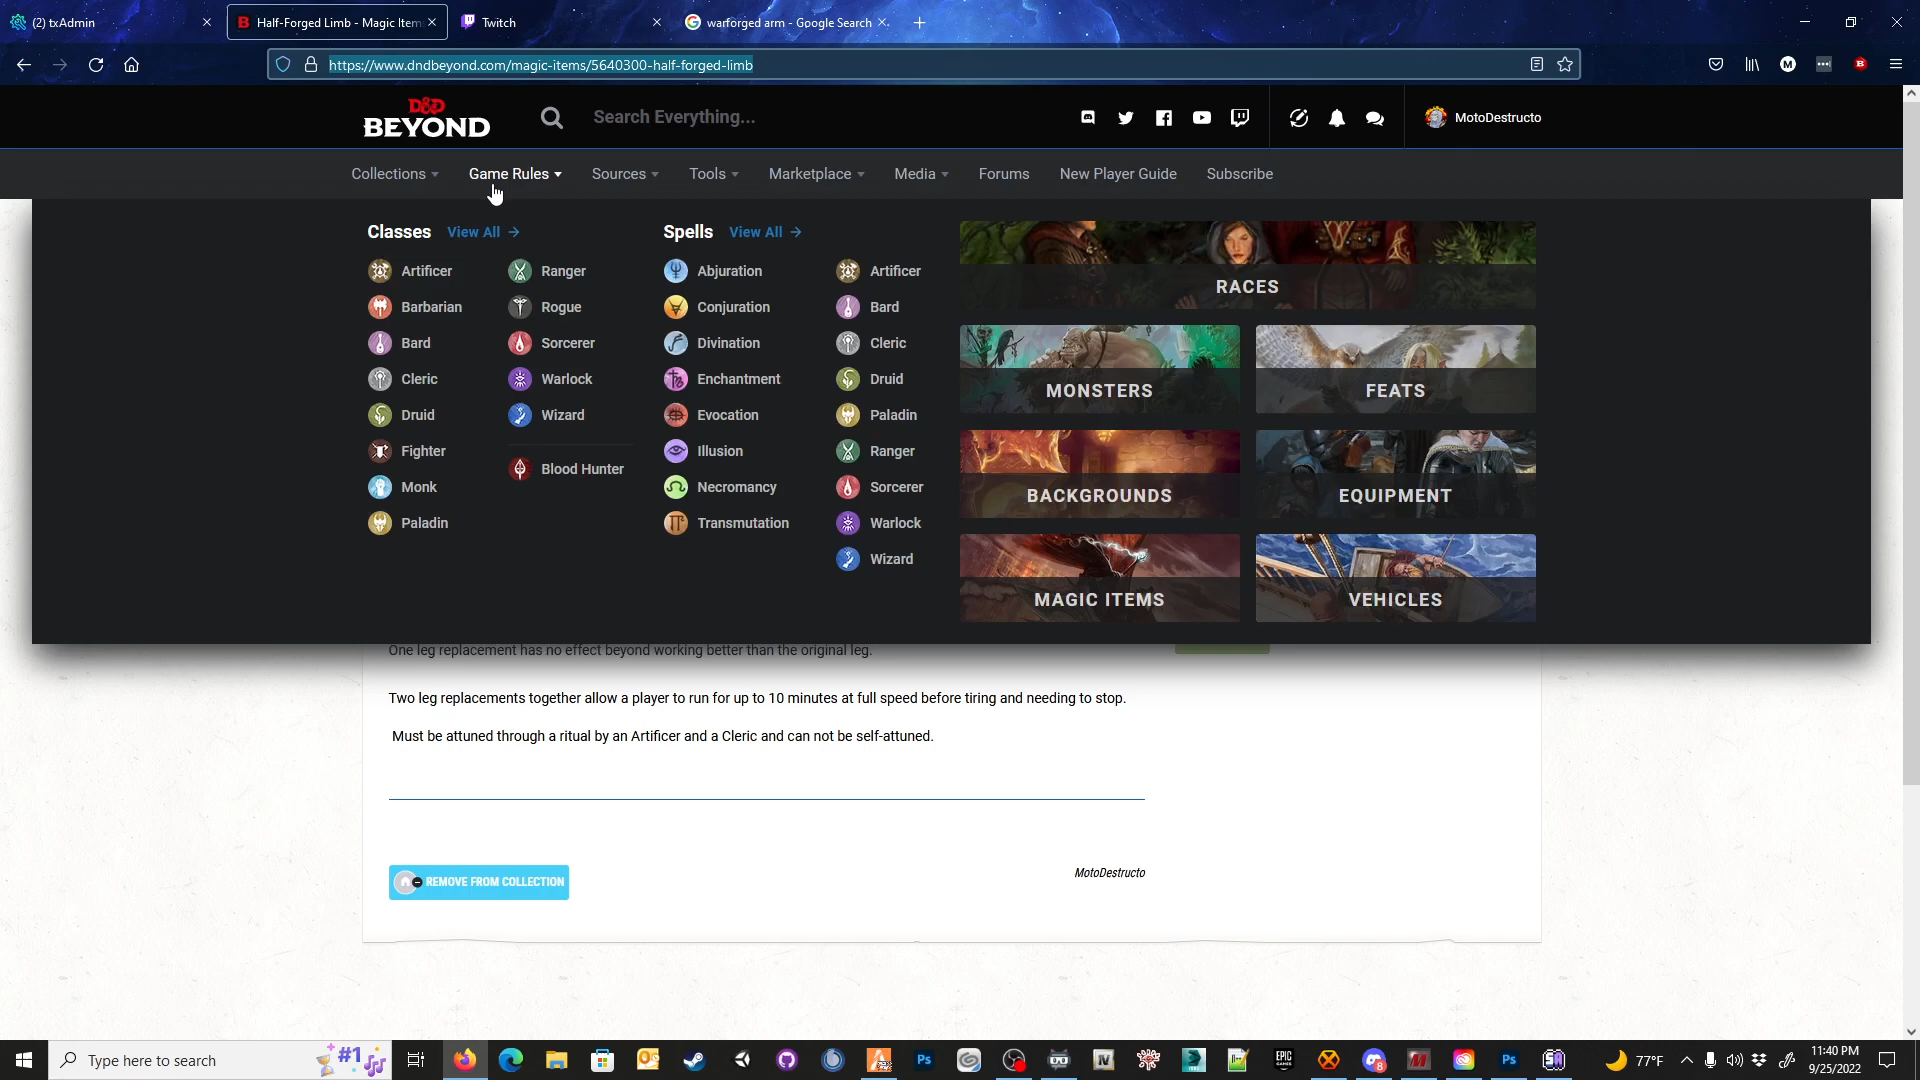 (2) txAdmin
Half-Forged Limb - Magic Item
Twitch
warforged arm - Google Search
https://www.dndbeyond.com/magic-items/5640300-half-forged-limb
D&D
BEYOND
Search Everything...
MotoDestructo
Collections
Game Rules
Sources
Tools
Marketplace
Media
Forums
New Player Guide
Subscribe
Classes View All
Artificer
Barbarian
Bard
Cleric
Druid
Fighter
Monk
Paladin
Ranger
Rogue
Sorcerer
Warlock
Wizard
Blood Hunter
Spells View All
Abjuration
Conjuration
Divination
Enchantment
Evocation
Illusion
Necromancy
Transmutation
Artificer
Bard
Cleric
Druid
Paladin
Ranger
Sorcerer
Warlock
Wizard
RACES
MONSTERS
FEATS
BACKGROUNDS
EQUIPMENT
MAGIC ITEMS
VEHICLES
One leg replacement has no effect beyond working better than the original leg.
Two leg replacements together allow a player to run for up to 10 minutes at full speed before tiring and needing to stop.
Must be attuned through a ritual by an Artificer and a Cleric and can not be self-attuned.
REMOVE FROM COLLECTION
MotoDestructo
Type here to search
#1
77°F
11:40 PM
9/25/2022